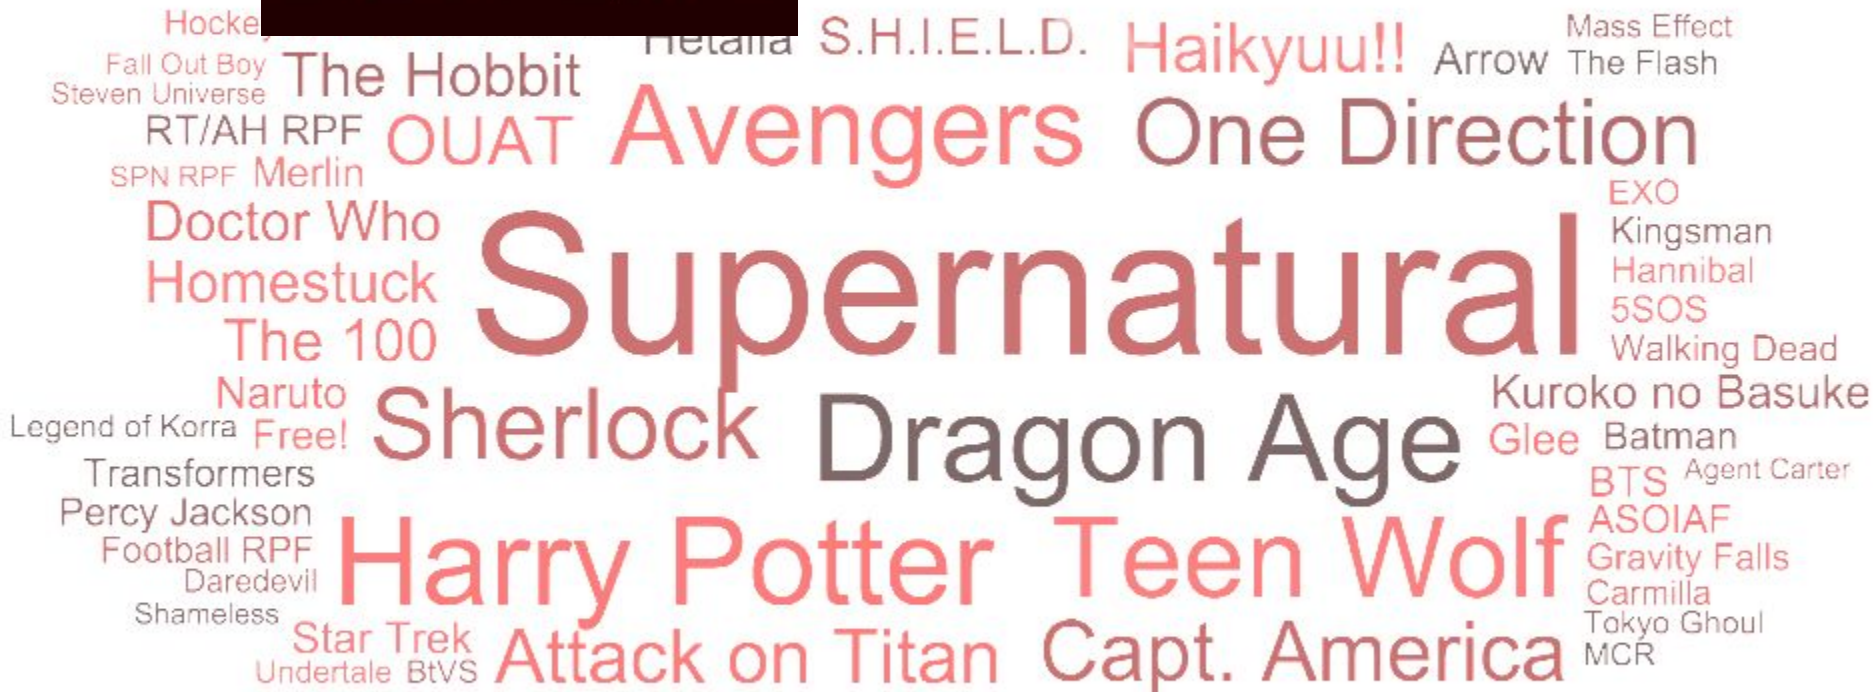 Hockey
Hetalia
S.H.I.E.L.D.
Haikyuu!!
Arrow
Mass Effect
The Flash
Fall Out Boy
Steven Universe
The Hobbit
RT/AH RPF
OUAT
Avengers
One Direction
SPN RPF
Merlin
Doctor Who
Homestuck
The 100
Supernatural
EXO
Kingsman
Hannibal
5SOS
Walking Dead
Naruto
Legend of Korra
Free!
Sherlock
Dragon Age
Kuroko no Basuke
Glee
Batman
Transformers
Percy Jackson
Football RPF
Daredevil
Shameless
Harry Potter
Teen Wolf
BTS
Agent Carter
ASOIAF
Gravity Falls
Carmilla
Tokyo Ghoul
MCR
Star Trek
Undertale
BtVS
Attack on Titan
Capt. America